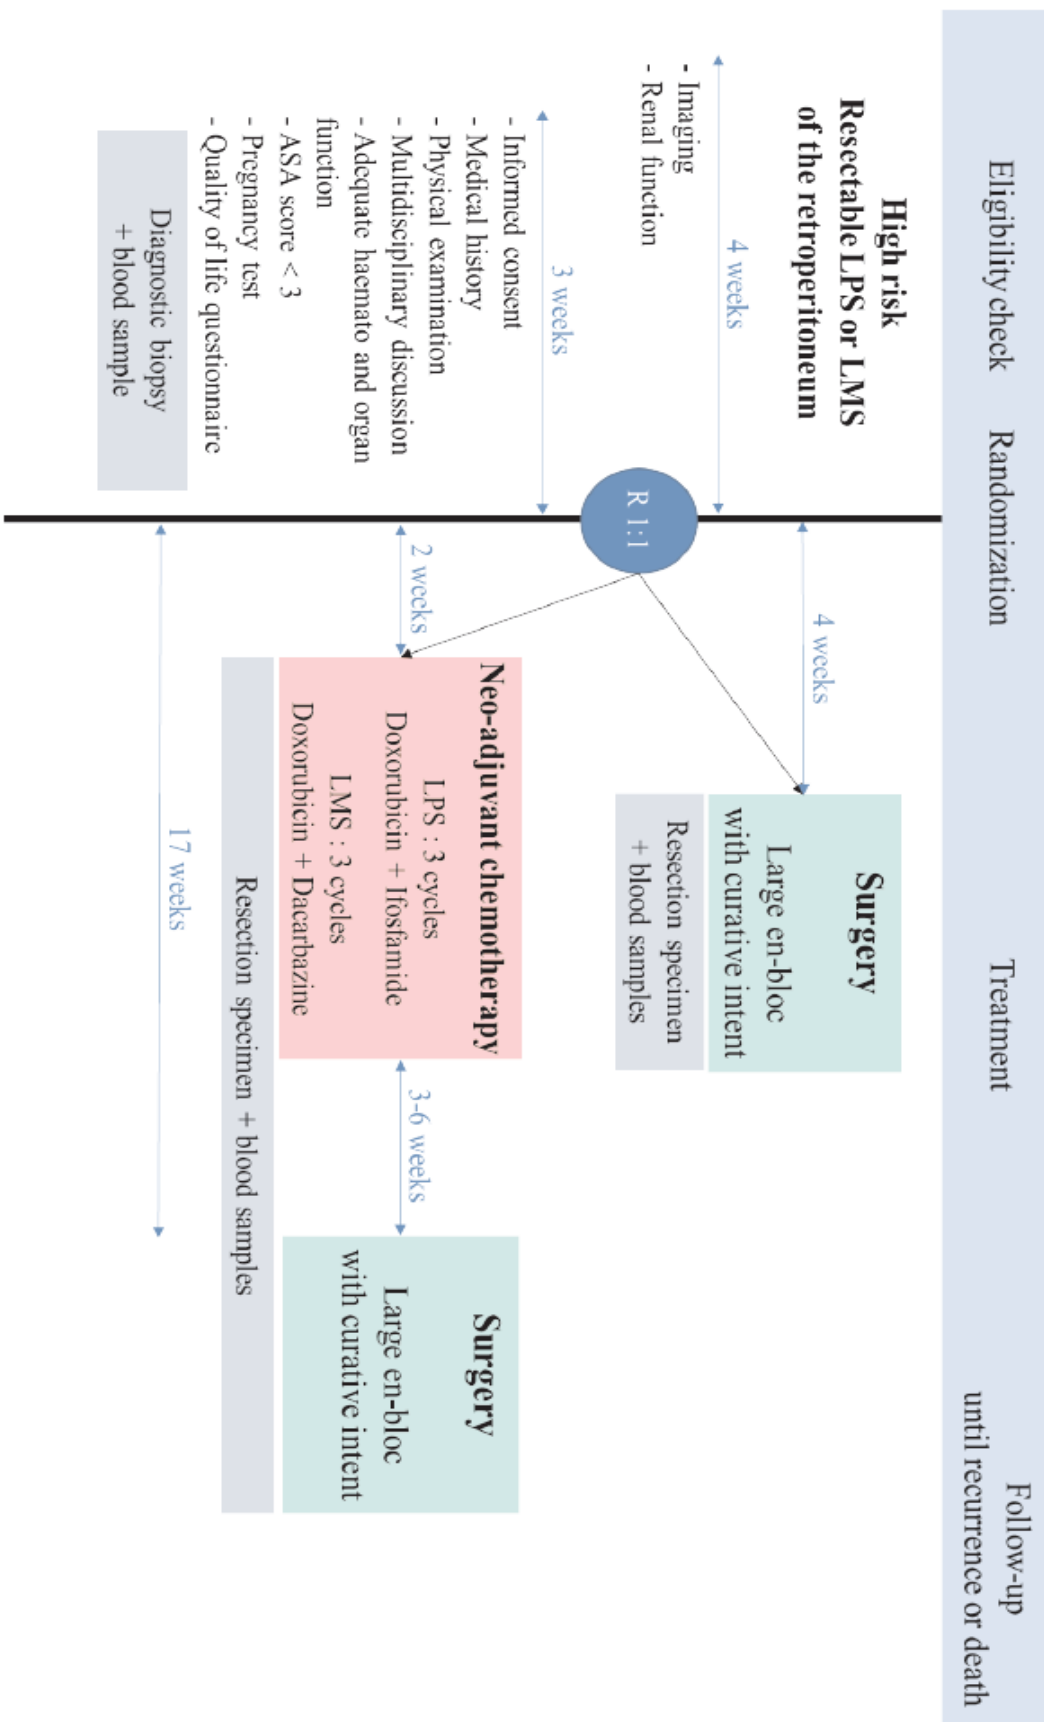 Eligibility check
Randomization
Treatment
Follow-up
until recurrence or death
High risk
Resectable LPS or LMS
of the retroperitoneum
4 weeks
- Imaging
- Renal function
3 weeks
- Informed consent
- Medical history
- Physical examination
- Multidisciplinary discussion
- Adequate haemato and organ
function
- ASA score < 3
- Pregnancy test
- Quality of life questionnaire
Diagnostic biopsy
+ blood sample
R 1:1
4 weeks
Surgery
Large en-bloc
with curative intent
Resection specimen
+ blood samples
2 weeks
Neo-adjuvant chemotherapy
LPS : 3 cycles
Doxorubicin + Ifosfamide
LMS : 3 cycles
Doxorubicin + Dacarbazine
3-6 weeks
Surgery
Large en-bloc
with curative intent
Resection specimen + blood samples
17 weeks